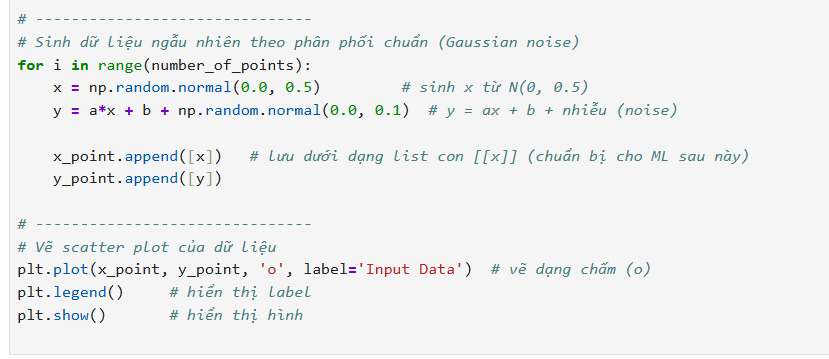 # -------------------------------
# Sinh dữ liệu ngẫu nhiên theo phân phối chuẩn (Gaussian noise)
for i in range(number_of_points):
    x = np.random.normal(0.0, 0.5)         # sinh x từ N(0, 0.5)
    y = a*x + b + np.random.normal(0.0, 0.1)  # y = ax + b + nhiễu (noise)
    x_point.append([x])   # lưu dưới dạng list con [[x]] (chuẩn bị cho ML sau này)
    y_point.append([y])
# -------------------------------
# Vẽ scatter plot của dữ liệu
plt.plot(x_point, y_point, 'o', label='Input Data')  # vẽ dạng chấm (o)
plt.legend()     # hiển thị label
plt.show()       # hiển thị hình